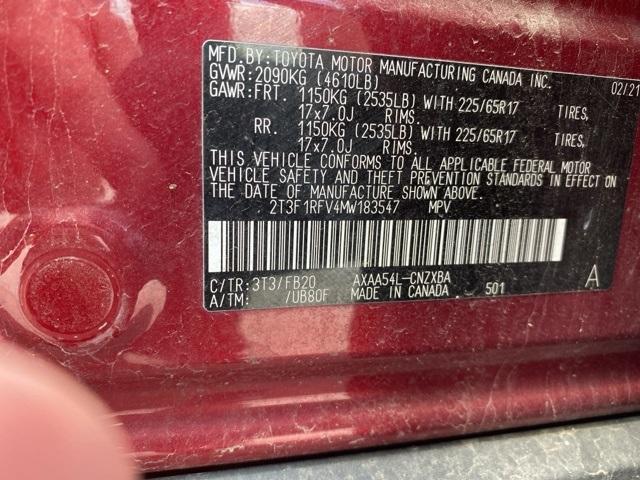 MFD.BY:TOYOTA MOTOR MANUFACTURING CANADA INC. 02/21
GVWR:2090KG (4610LB)
GAWR:FRT. 1150KG (2535LB) WITH 225/65R17 TIRES,
17x7.0J RIMS.
RR. 1150KG (2535LB) WITH 225/65R17 TIRES,
17x7.0J RIMS.
THIS VEHICLE CONFORMS TO ALL APPLICABLE FEDERAL MOTOR
VEHICLE SAFETY AND THEFT PREVENTION STANDARDS IN EFFECT ON
THE DATE OF MANUFACTURE SHOWN ABOVE.
2T3F1RFV4MW183547 MPV
C/TR:3T3/FB20 AXAA54L-CNZXBA A
A/TM: /UB80F MADE IN CANADA 501